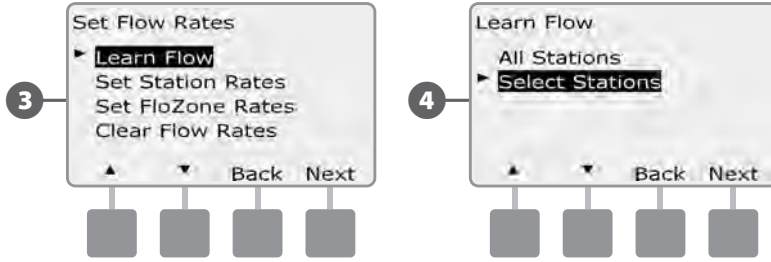 3
Set Flow Rates
► Learn Flow
Set Station Rates
Set FloZone Rates
Clear Flow Rates
▲ ▼ Back Next
4
Learn Flow
All Stations
► Select Stations
▲ ▼ Back Next